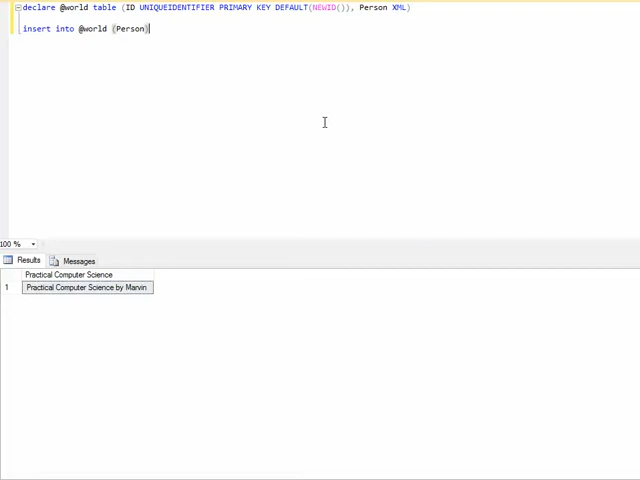 declare @world table (ID UNIQUEIDENTIFIER PRIMARY KEY DEFAULT(NEWID()), Person XML)
insert into @world (Person)
100 %
Results Messages
Practical Computer Science
1 Practical Computer Science by Marvin